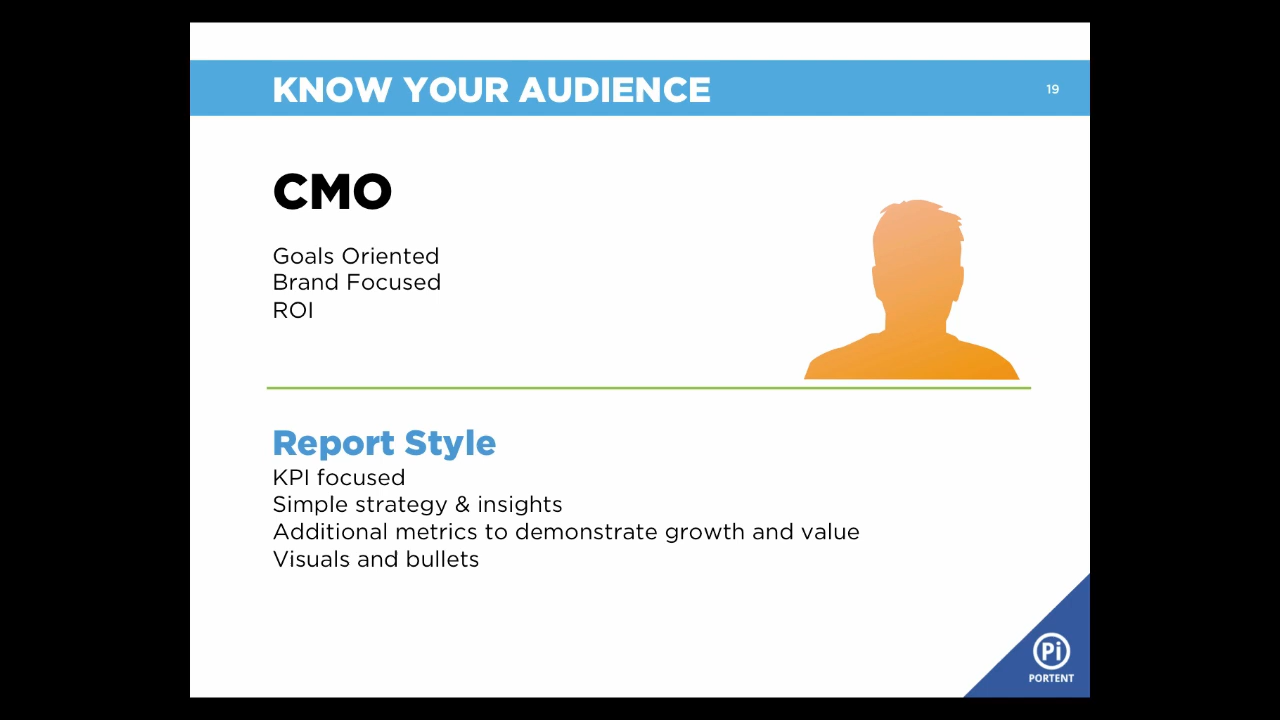 KNOW YOUR AUDIENCE
19
CMO
Goals Oriented
Brand Focused
ROI
Report Style
KPI focused
Simple strategy & insights
Additional metrics to demonstrate growth and value
Visuals and bullets
Pi
PORTENT